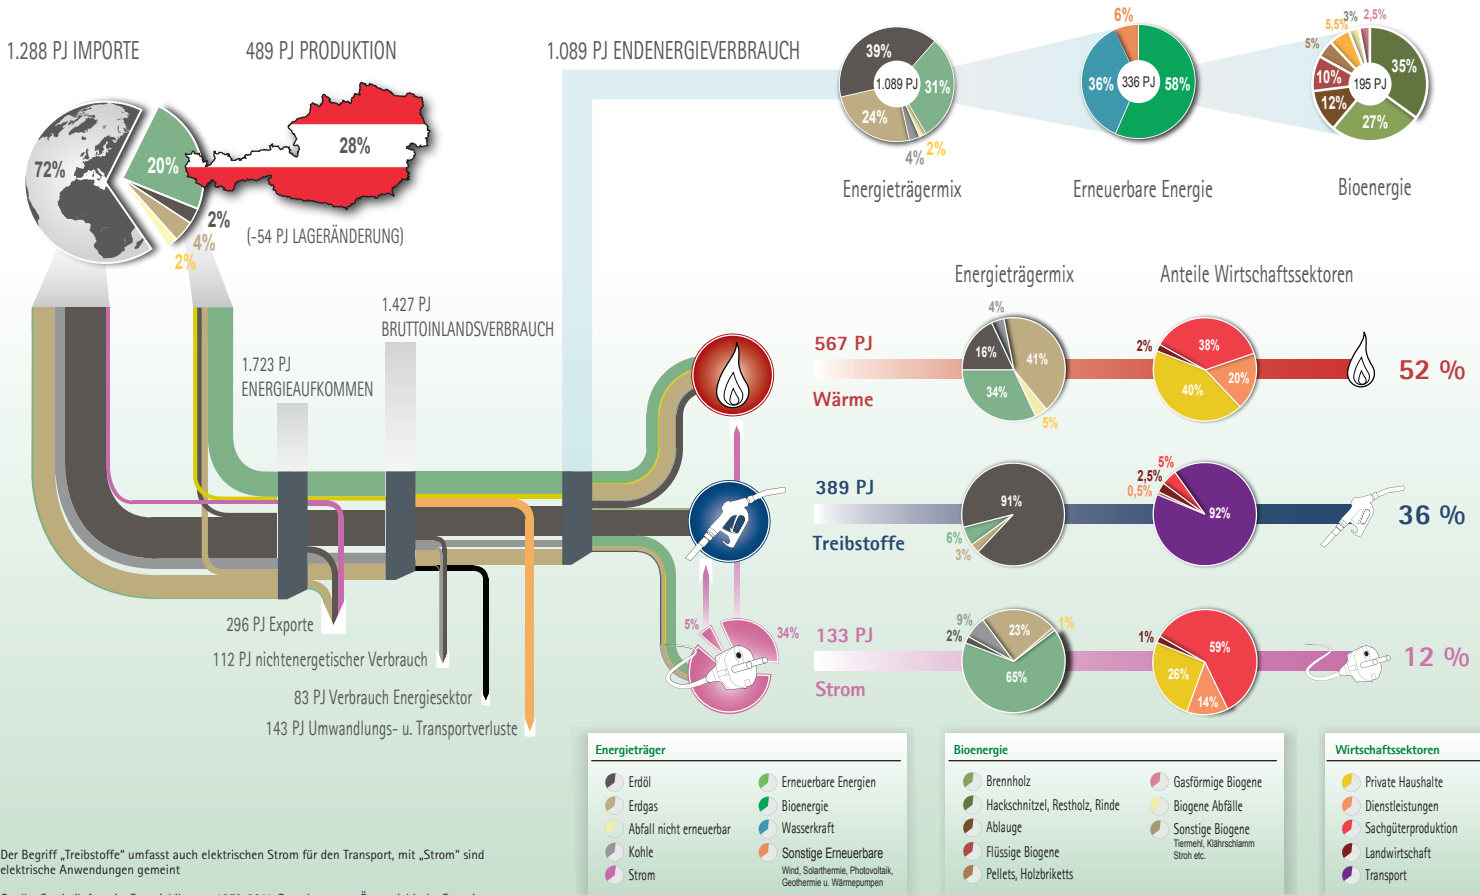 1.288 PJ IMPORTE
489 PJ PRODUKTION
1.089 PJ ENDENERGIEVERBRAUCH
72%
20%
28%
2%
4%
2%
(-54 PJ LAGERÄNDERUNG)
39%
1.089 PJ
31%
24%
4%
2%
Energieträgermix
6%
36%
336 PJ
58%
Erneuerbare Energie
5%
5,5%
3%
2,5%
35%
10%
195 PJ
12%
27%
Bioenergie
1.427 PJ
BRUTTOINLANDSVERBRAUCH
1.723 PJ
ENERGIEAUFKOMMEN
Energieträgermix
Anteile Wirtschaftssektoren
567 PJ
Wärme
4%
16%
41%
34%
5%
2%
38%
20%
40%
52 %
389 PJ
Treibstoffe
91%
6%
3%
5%
2,5%
0,5%
92%
36 %
5%
34%
133 PJ
Strom
9%
2%
23%
1%
65%
1%
59%
26%
14%
12 %
296 PJ Exporte
112 PJ nichtenergetischer Verbrauch
83 PJ Verbrauch Energiesektor
143 PJ Umwandlungs- u. Transportverluste
Energieträger
Erdöl
Erdgas
Abfall nicht erneuerbar
Kohle
Strom
Erneuerbare Energien
Bioenergie
Wasserkraft
Sonstige Erneuerbare
Wind, Solarthermie, Photovoltaik,
Geothermie u. Wärmepumpen
Bioenergie
Brennholz
Hackschnitzel, Restholz, Rinde
Ablauge
Flüssige Biogene
Pellets, Holzbriketts
Gasförmige Biogene
Biogene Abfälle
Sonstige Biogene
Tiermehl, Klährschlamm
Stroh etc.
Wirtschaftssektoren
Private Haushalte
Dienstleistungen
Sachgüterproduktion
Landwirtschaft
Transport
Der Begriff „Treibstoffe“ umfasst auch elektrischen Strom für den Transport, mit „Strom“ sind
elektrische Anwendungen gemeint